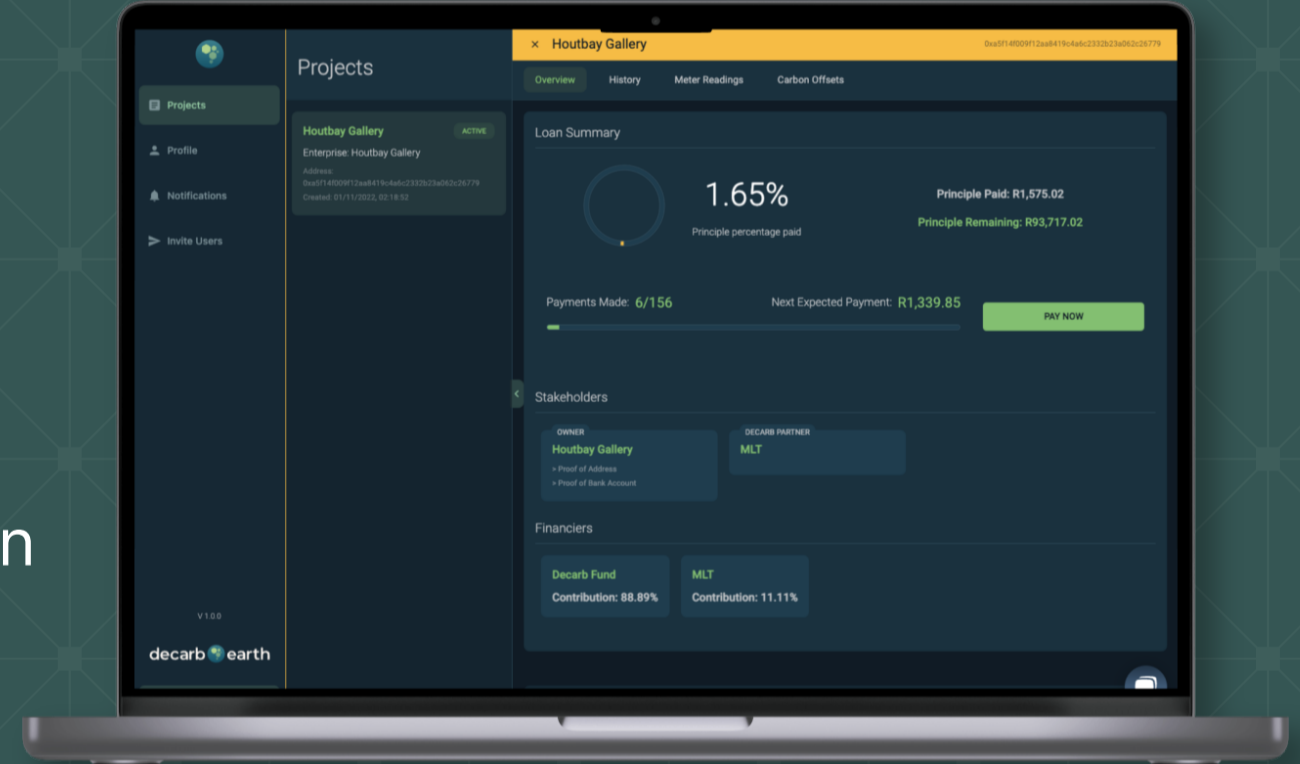 n
Projects
Profile
Notifications
Invite Users
V 1.0.0
decarb earth
Projects
Houtbay Gallery ACTIVE
Enterprise: Houtbay Gallery
Address:
0xa5f14f009f12aa8419c4a6c2332b23a062c26779
Created: 01/11/2022, 02:18:52
× Houtbay Gallery 0xa5f14f009f12aa8419c4a6c2332b23a062c26779
Overview History Meter Readings Carbon Offsets
Loan Summary
1.65%
Principle percentage paid
Principle Paid: R1,575.02
Principle Remaining: R93,717.02
Payments Made: 6/156 Next Expected Payment: R1,339.85
PAY NOW
Stakeholders
OWNER
Houtbay Gallery
» Proof of Address
» Proof of Bank Account
DECARB PARTNER
MLT
Financiers
Decarb Fund
Contribution: 88.89%
MLT
Contribution: 11.11%